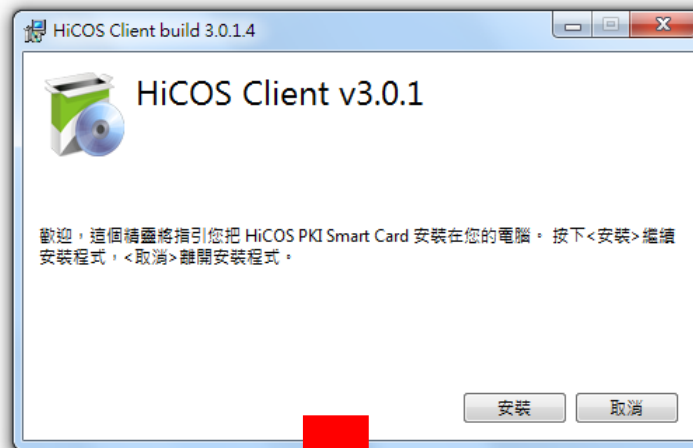 HiCOS Client build 3.0.1.4
HiCOS Client v3.0.1
歡迎，這個精靈將指引您把 HiCOS PKI Smart Card 安裝在您的電腦。 按下<安裝>繼續
安裝程式，<取消>離開安裝程式。
安裝 取消